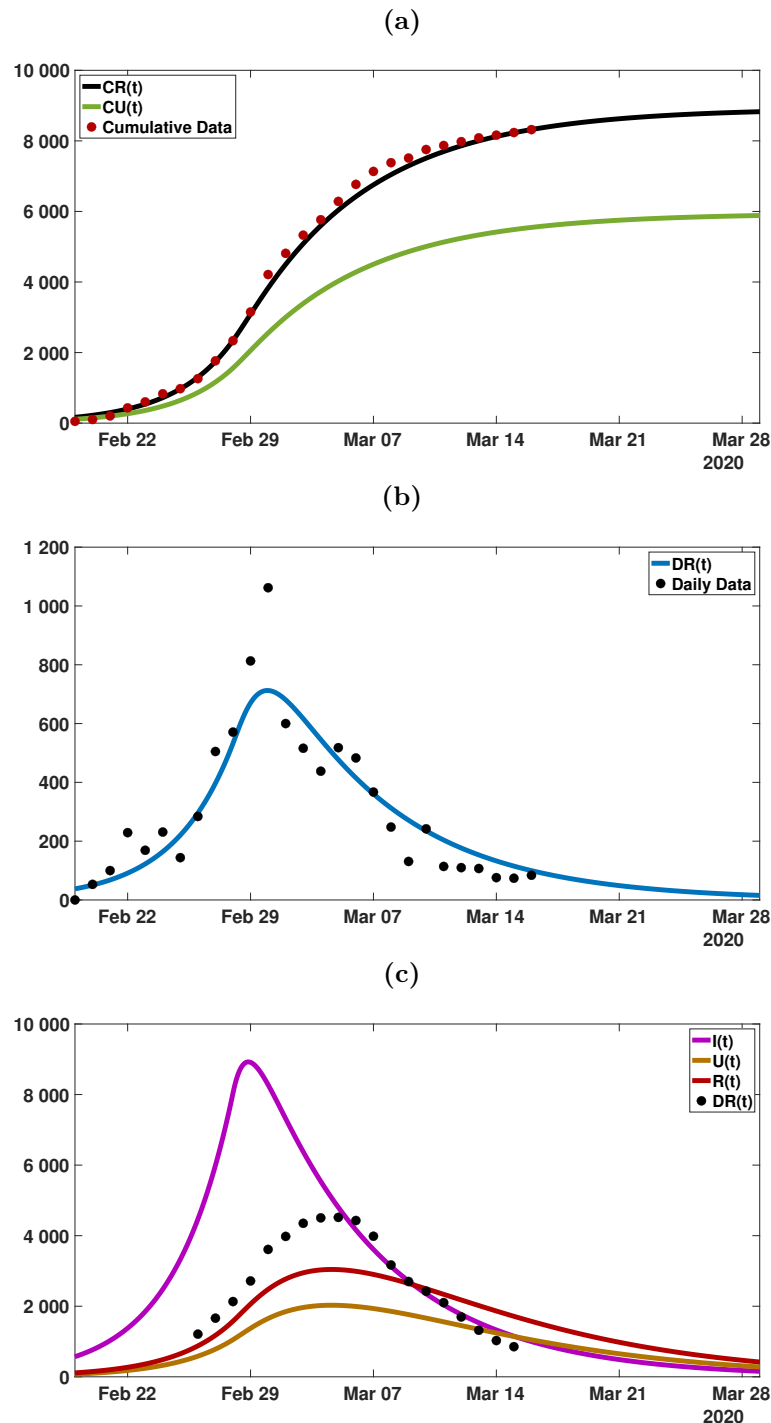 (a)
10 000
8 000
6 000
4 000
2 000
0
CR(t)
CU(t)
Cumulative Data
Feb 22
Feb 29
Mar 07
Mar 14
Mar 21
Mar 28
2020
(b)
1 200
1 000
800
600
400
200
0
DR(t)
Daily Data
Feb 22
Feb 29
Mar 07
Mar 14
Mar 21
Mar 28
2020
(c)
10 000
8 000
6 000
4 000
2 000
0
I(t)
U(t)
R(t)
DR(t)
Feb 22
Feb 29
Mar 07
Mar 14
Mar 21
Mar 28
2020